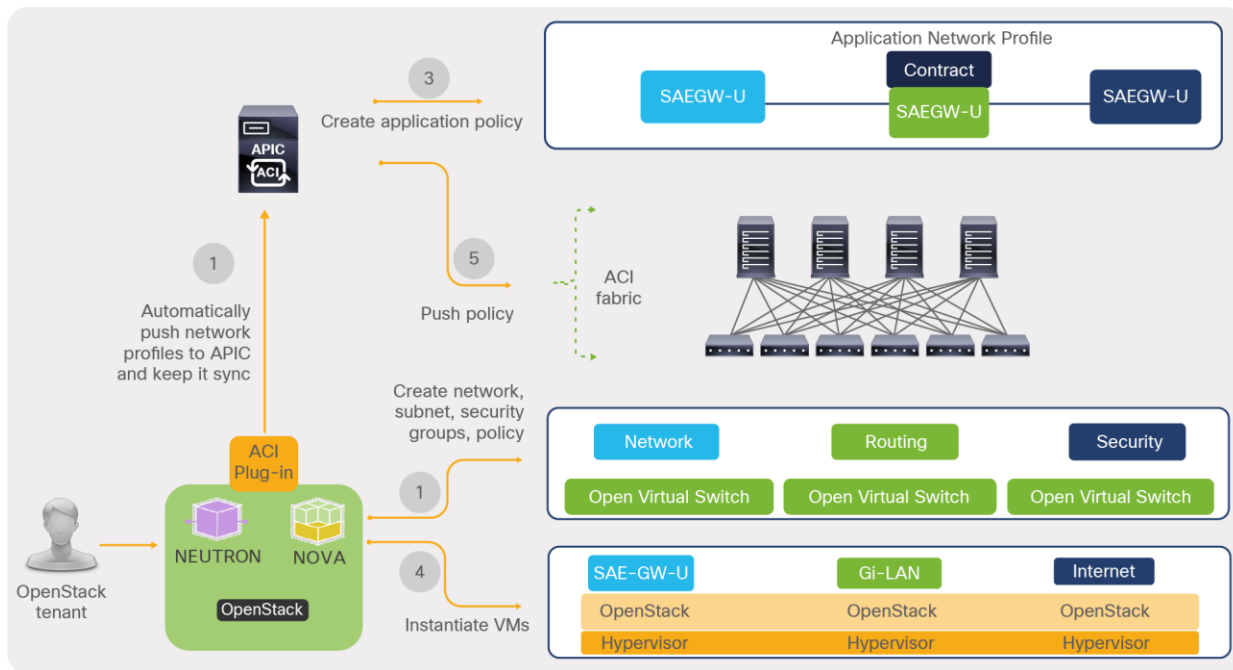 Application Network Profile
SAEGW-U
Contract
SAEGW-U
SAEGW-U
3
Create application policy
APIC
ACI
5
Push policy
ACI
fabric
1
Automatically
push network
profiles to APIC
and keep it sync
Create network,
subnet, security
groups, policy
1
Network
Routing
Security
Open Virtual Switch
Open Virtual Switch
Open Virtual Switch
ACI
Plug-in
NEUTRON
NOVA
OpenStack
OpenStack
tenant
4
Instantiate VMs
SAE-GW-U
Gi-LAN
Internet
OpenStack
OpenStack
OpenStack
Hypervisor
Hypervisor
Hypervisor